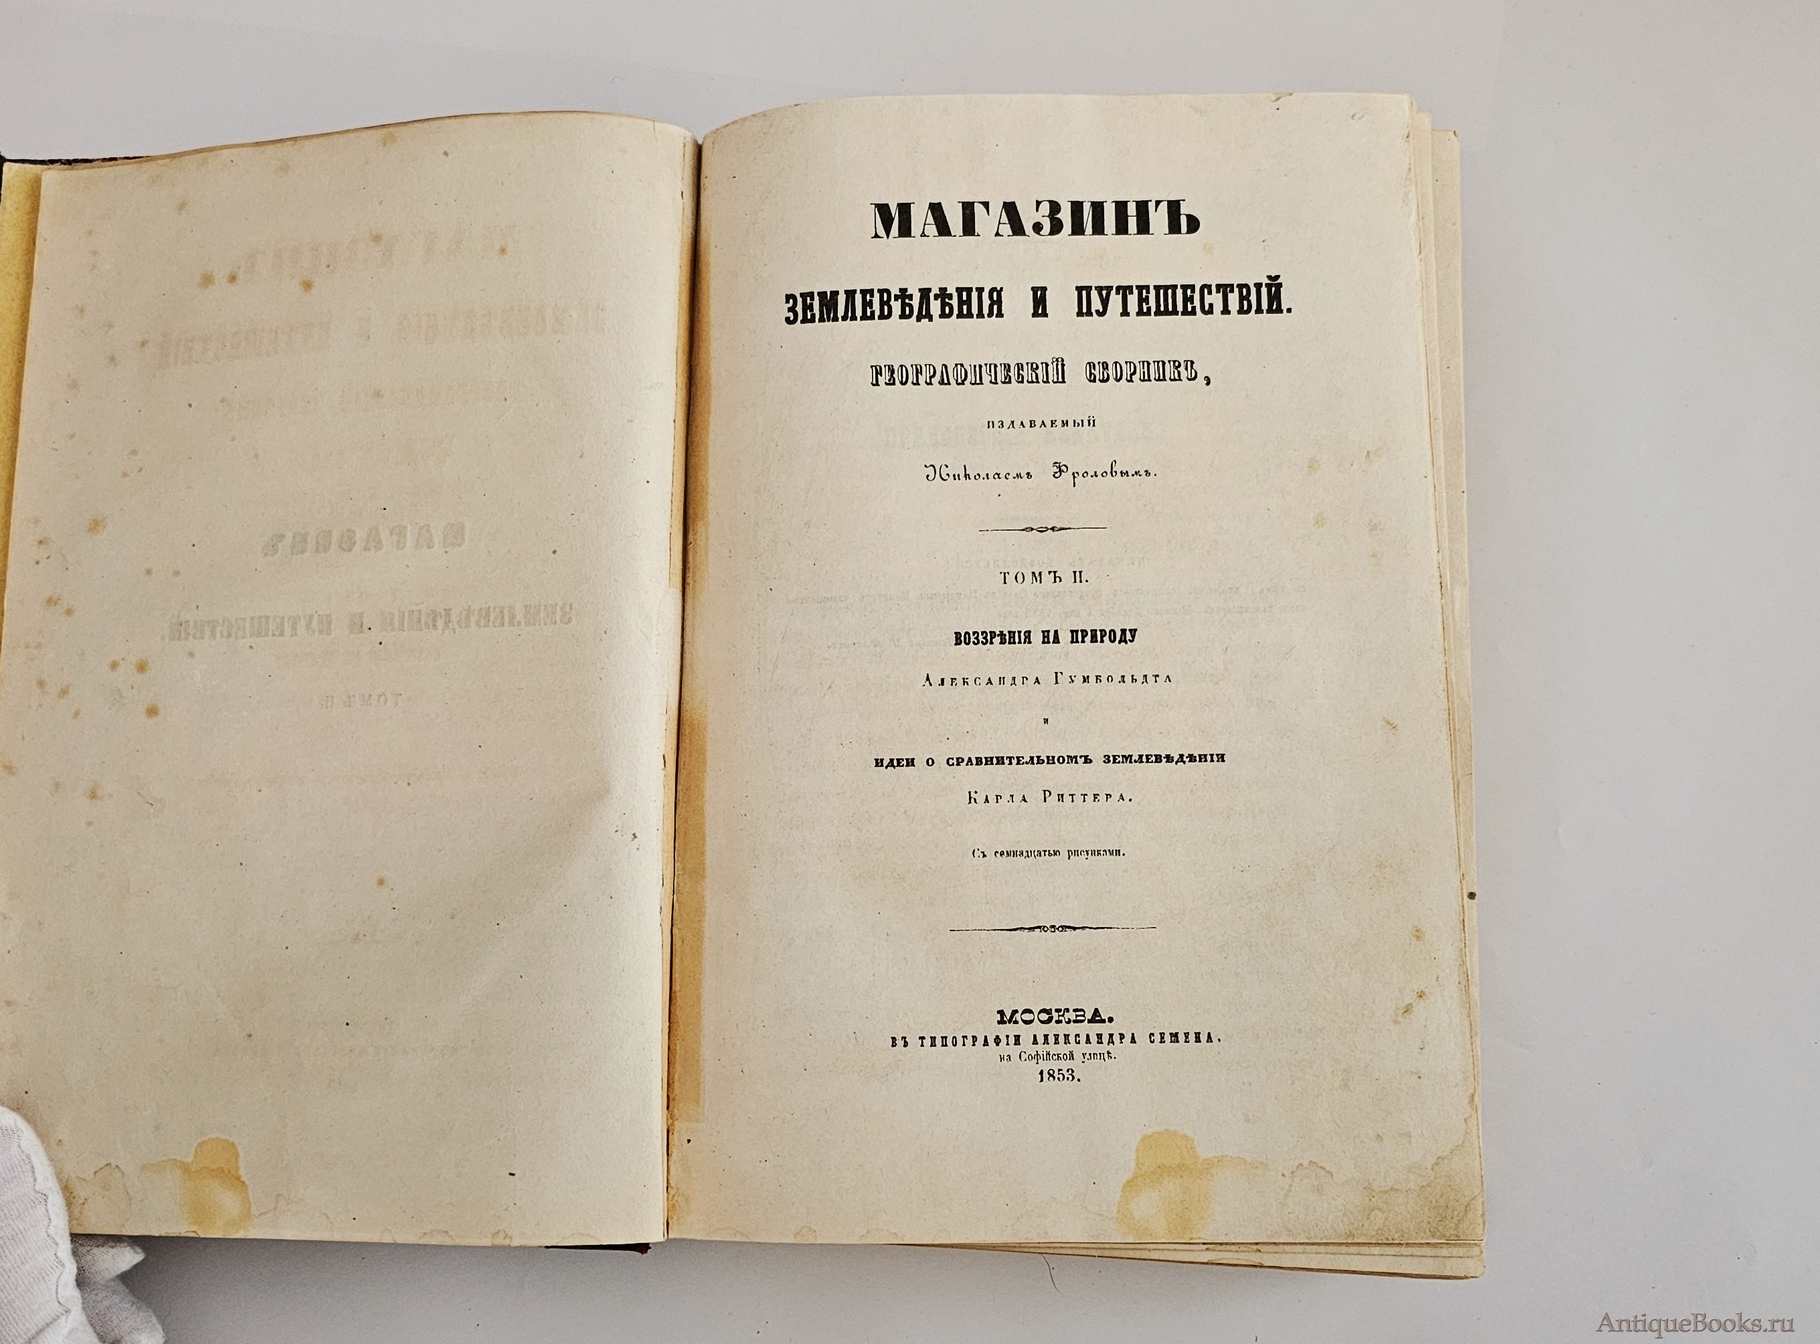 МАГАЗИНЪ
ЗЕМЛЕВѢДѢНІЯ И ПУТЕШЕСТВІЙ.
ГЕОГРАФИЧЕСКІЙ СБОРНИКЪ,
ИЗДАВАЕМЫЙ
Николаемъ Фроловымъ.
ТОМЪ II.
ВОЗЗРѢНІЯ НА ПРИРОДУ
АЛЕКСАНДРА ГУМБОЛЬДТА
и
ИДЕИ О СРАВНИТЕЛЬНОМЪ ЗЕМЛЕВѢДѢНІИ
КАРЛА РИТТЕРА.
Съ семнадцатью рисунками.
МОСКВА.
ВЪ ТИПОГРАФІИ АЛЕКСАНДРА СЕМЕНА,
на Софійской улицѣ.
1853.
AntiqueBooks.ru